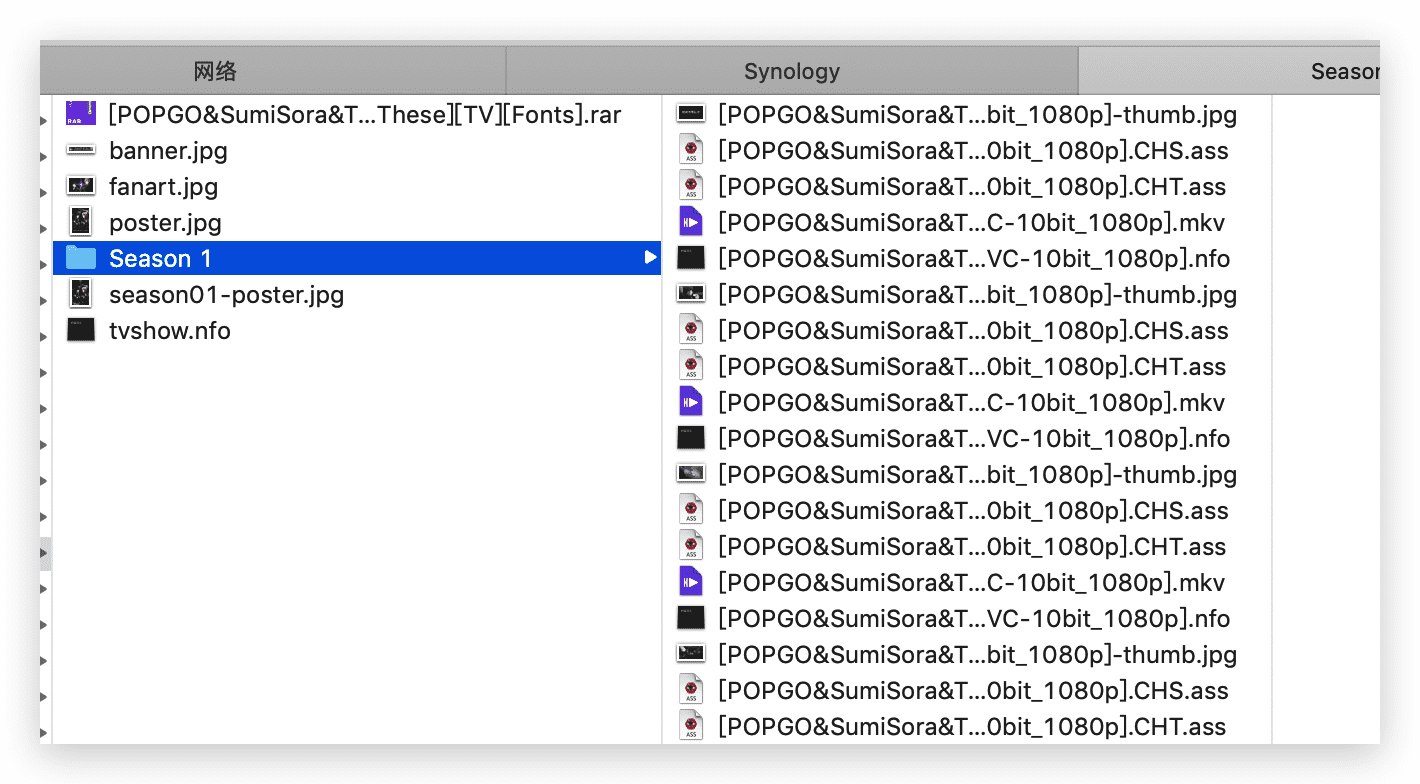 网络
Synology
Season
[POPGO&SumiSora&T...These][TV][Fonts].rar
banner.jpg
fanart.jpg
poster.jpg
Season 1
season01-poster.jpg
tvshow.nfo
[POPGO&SumiSora&T...bit_1080p]-thumb.jpg
[POPGO&SumiSora&T...0bit_1080p].CHS.ass
[POPGO&SumiSora&T...0bit_1080p].CHT.ass
[POPGO&SumiSora&T...C-10bit_1080p].mkv
[POPGO&SumiSora&T...VC-10bit_1080p].nfo
[POPGO&SumiSora&T...bit_1080p]-thumb.jpg
[POPGO&SumiSora&T...0bit_1080p].CHS.ass
[POPGO&SumiSora&T...0bit_1080p].CHT.ass
[POPGO&SumiSora&T...C-10bit_1080p].mkv
[POPGO&SumiSora&T...VC-10bit_1080p].nfo
[POPGO&SumiSora&T...bit_1080p]-thumb.jpg
[POPGO&SumiSora&T...0bit_1080p].CHS.ass
[POPGO&SumiSora&T...0bit_1080p].CHT.ass
[POPGO&SumiSora&T...C-10bit_1080p].mkv
[POPGO&SumiSora&T...VC-10bit_1080p].nfo
[POPGO&SumiSora&T...bit_1080p]-thumb.jpg
[POPGO&SumiSora&T...0bit_1080p].CHS.ass
[POPGO&SumiSora&T...0bit_1080p].CHT.ass